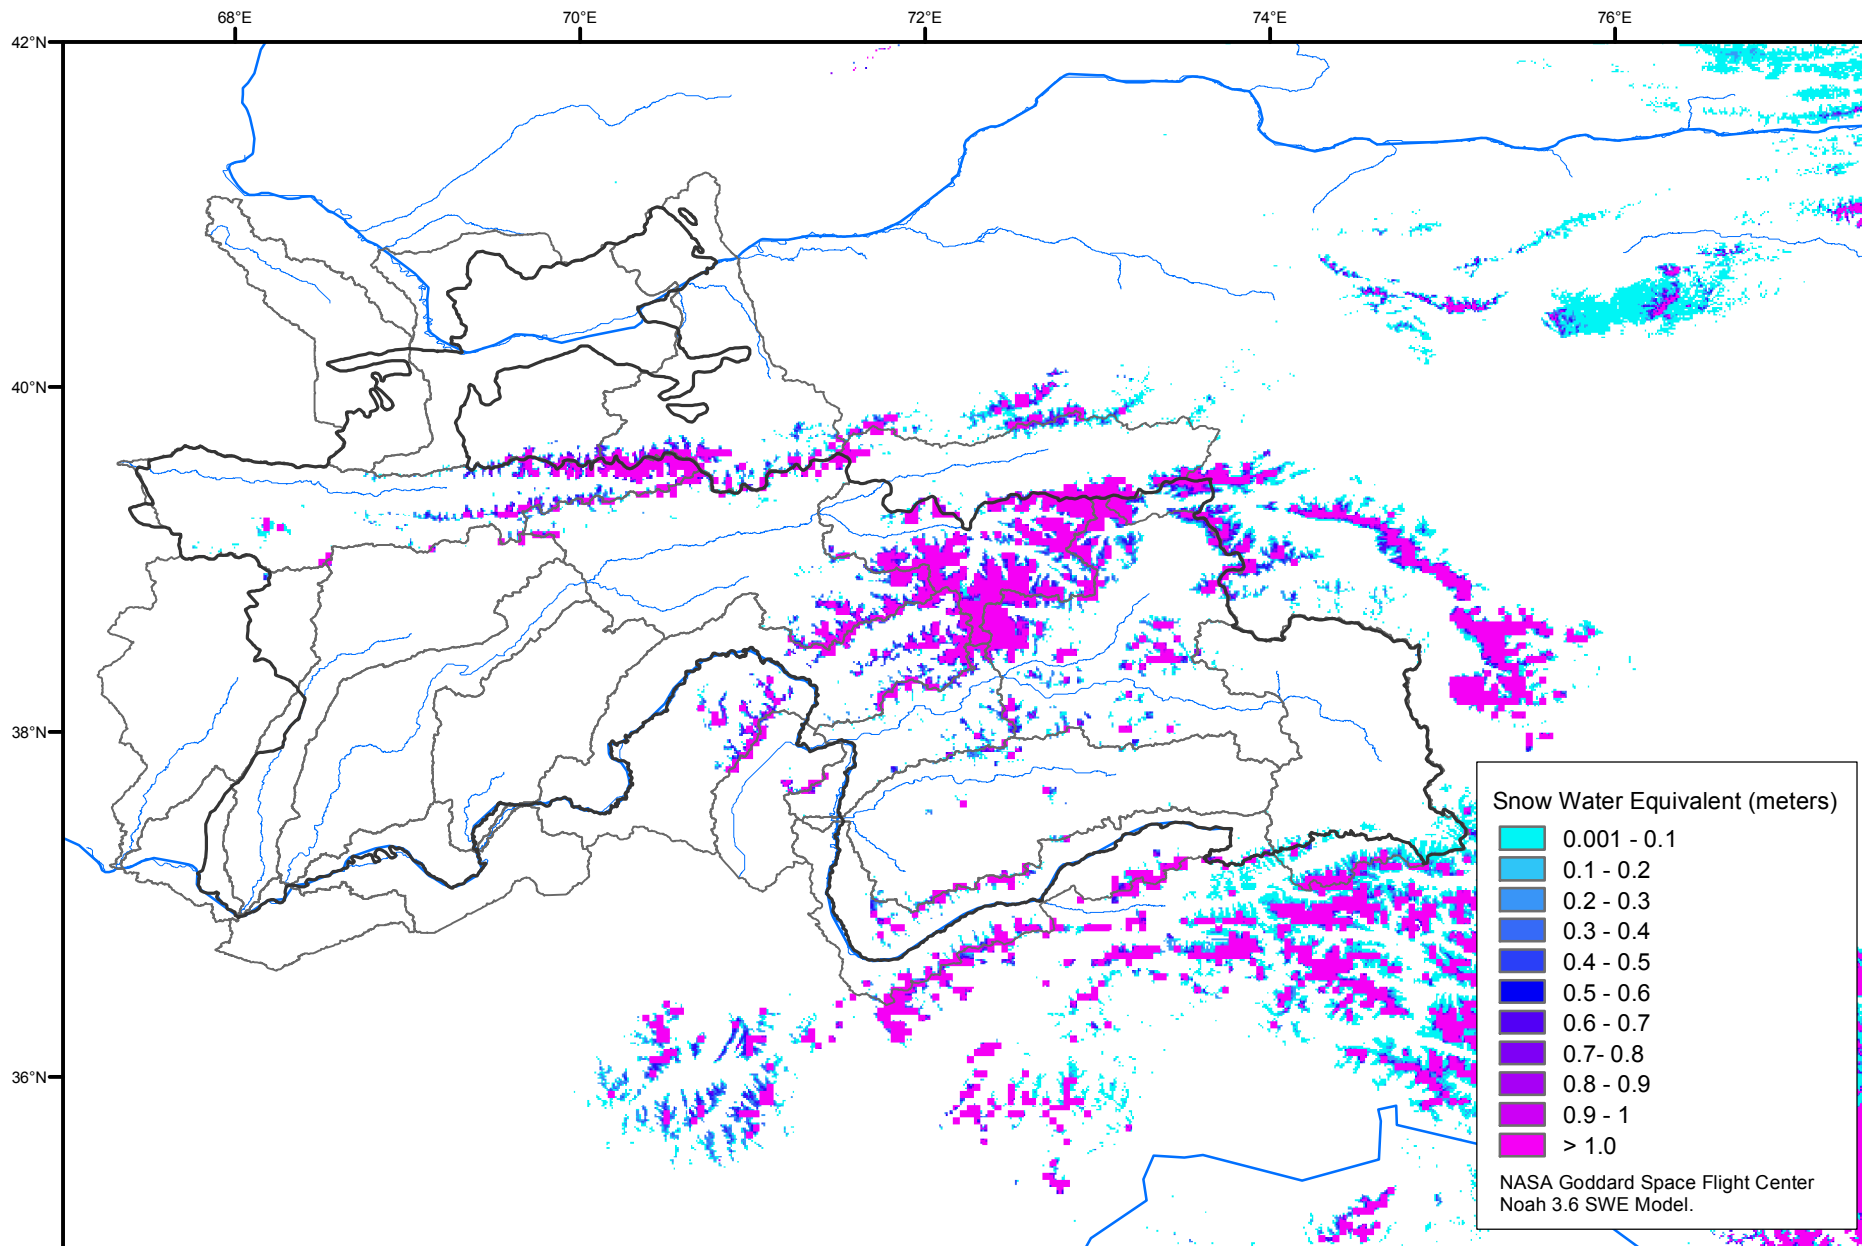 68°E 70°E 72°E 74°E 76°E
42°N
40°N
38°N
36°N
Snow Water Equivalent (meters)
0.001 - 0.1
0.1 - 0.2
0.2 - 0.3
0.3 - 0.4
0.4 - 0.5
0.5 - 0.6
0.6 - 0.7
0.7- 0.8
0.8 - 0.9
0.9 - 1
> 1.0
NASA Goddard Space Flight Center
Noah 3.6 SWE Model.